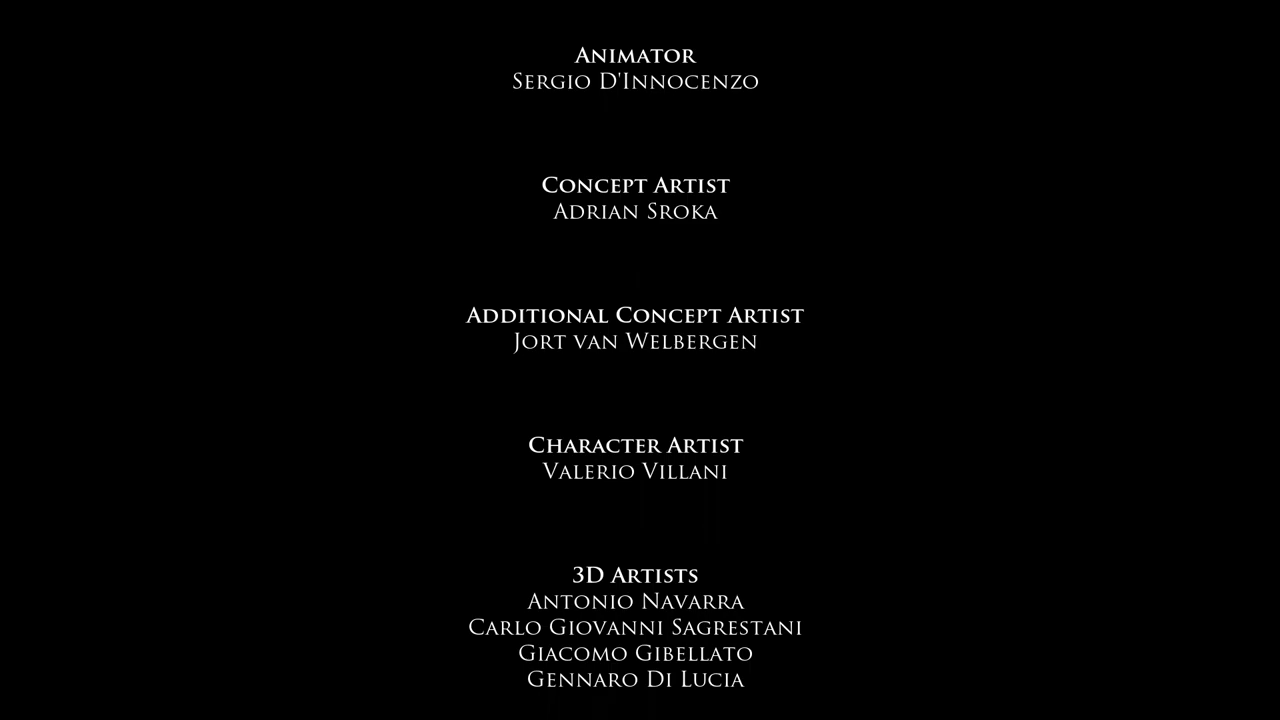 Animator
Sergio D'Innocenzo
Concept Artist
Adrian Sroka
Additional Concept Artist
Jort van Welbergen
Character Artist
Valerio Villani
3D Artists
Antonio Navarra
Carlo Giovanni Sagrestani
Giacomo Gibellato
Gennaro Di Lucia